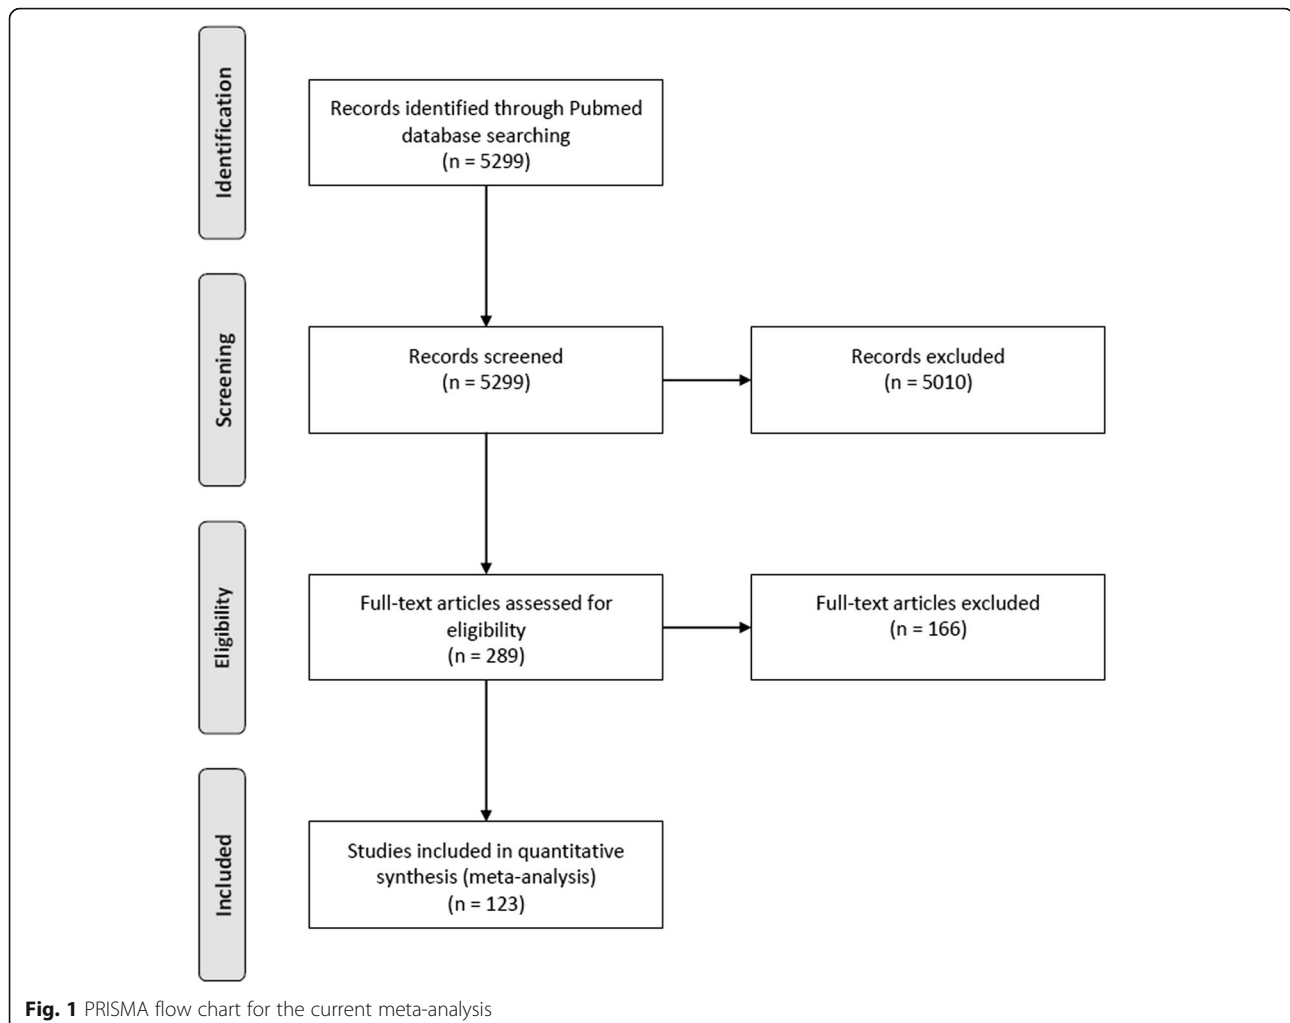 Identification
Records identified through Pubmed
database searching
(n = 5299)
Screening
Records screened
(n = 5299)
Records excluded
(n = 5010)
Eligibility
Full-text articles assessed for
eligibility
(n = 289)
Full-text articles excluded
(n = 166)
Included
Studies included in quantitative
synthesis (meta-analysis)
(n = 123)
Fig. 1 PRISMA flow chart for the current meta-analysis